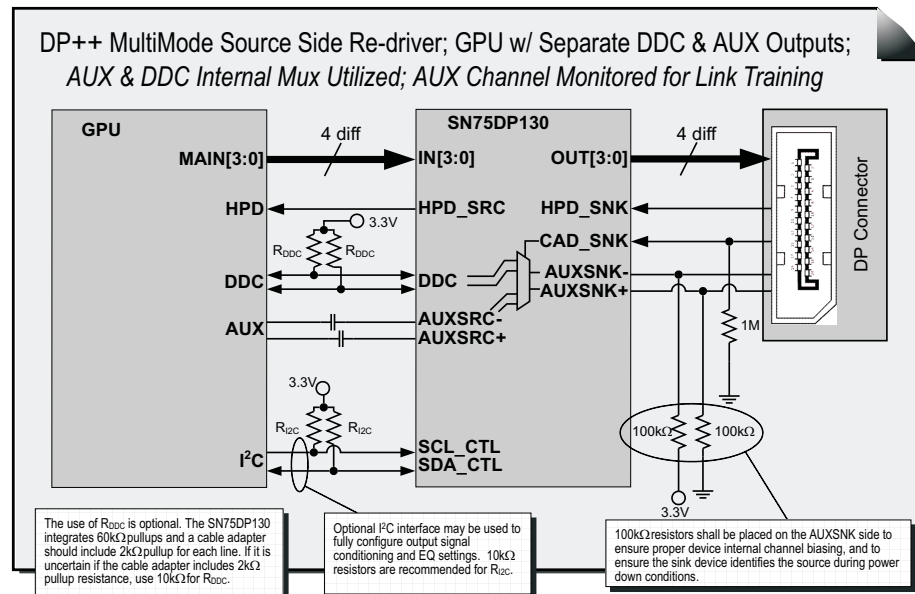 DP++ MultiMode Source Side Re-driver; GPU w/ Separate DDC & AUX Outputs;
AUX & DDC Internal Mux Utilized; AUX Channel Monitored for Link Training
GPU
SN75DP130
4 diff
4 diff
MAIN[3:0]
IN[3:0]
OUT[3:0]
HPD
HPD_SRC
HPD_SNK
3.3V
CAD_SNK
RDDC
RDDC
DDC
DDC
AUXSNK-
AUXSNK+
AUX
AUXSRC-
AUXSRC+
1M
DP Connector
3.3V
RI2C
RI2C
I²C
SCL_CTL
SDA_CTL
100kΩ
100kΩ
3.3V
The use of RDDC is optional. The SN75DP130
integrates 60kΩ pullups and a cable adapter
should include 2kΩ pullup for each line. If it is
uncertain if the cable adapter includes 2kΩ
pullup resistance, use 10kΩ for RDDC.
Optional I²C interface may be used to
fully configure output signal
conditioning and EQ settings. 10kΩ
resistors are recommended for RI2C.
100kΩ resistors shall be placed on the AUXSNK side to
ensure proper device internal channel biasing, and to
ensure the sink device identifies the source during power
down conditions.